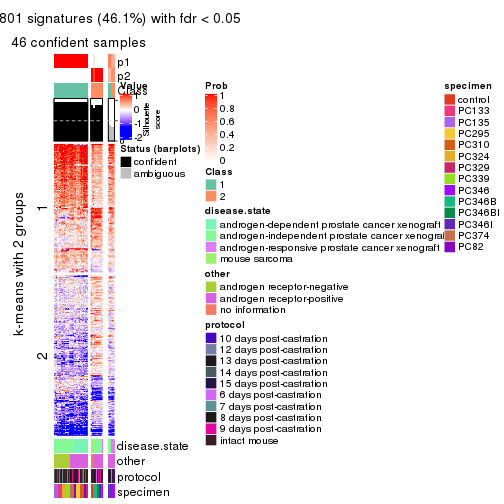 801 signatures (46.1%) with fdr < 0.05
46 confident samples
p1
p2
Class
Silhouette
score
k-means with 2 groups
1
2
disease.state
other
protocol
specimen
Value
1
0
-1
-2
Status (barplots)
confident
ambiguous
Prob
1
0.8
0.6
0.4
0.2
0
Class
1
2
disease.state
androgen-dependent prostate cancer xenograft
androgen-independent prostate cancer xenograft
androgen-responsive prostate cancer xenograft
mouse sarcoma
other
androgen receptor-negative
androgen receptor-positive
no information
protocol
10 days post-castration
12 days post-castration
13 days post-castration
14 days post-castration
15 days post-castration
6 days post-castration
7 days post-castration
8 days post-castration
9 days post-castration
intact mouse
specimen
control
PC133
PC135
PC295
PC310
PC324
PC329
PC339
PC346
PC346B
PC346BI
PC346I
PC374
PC82